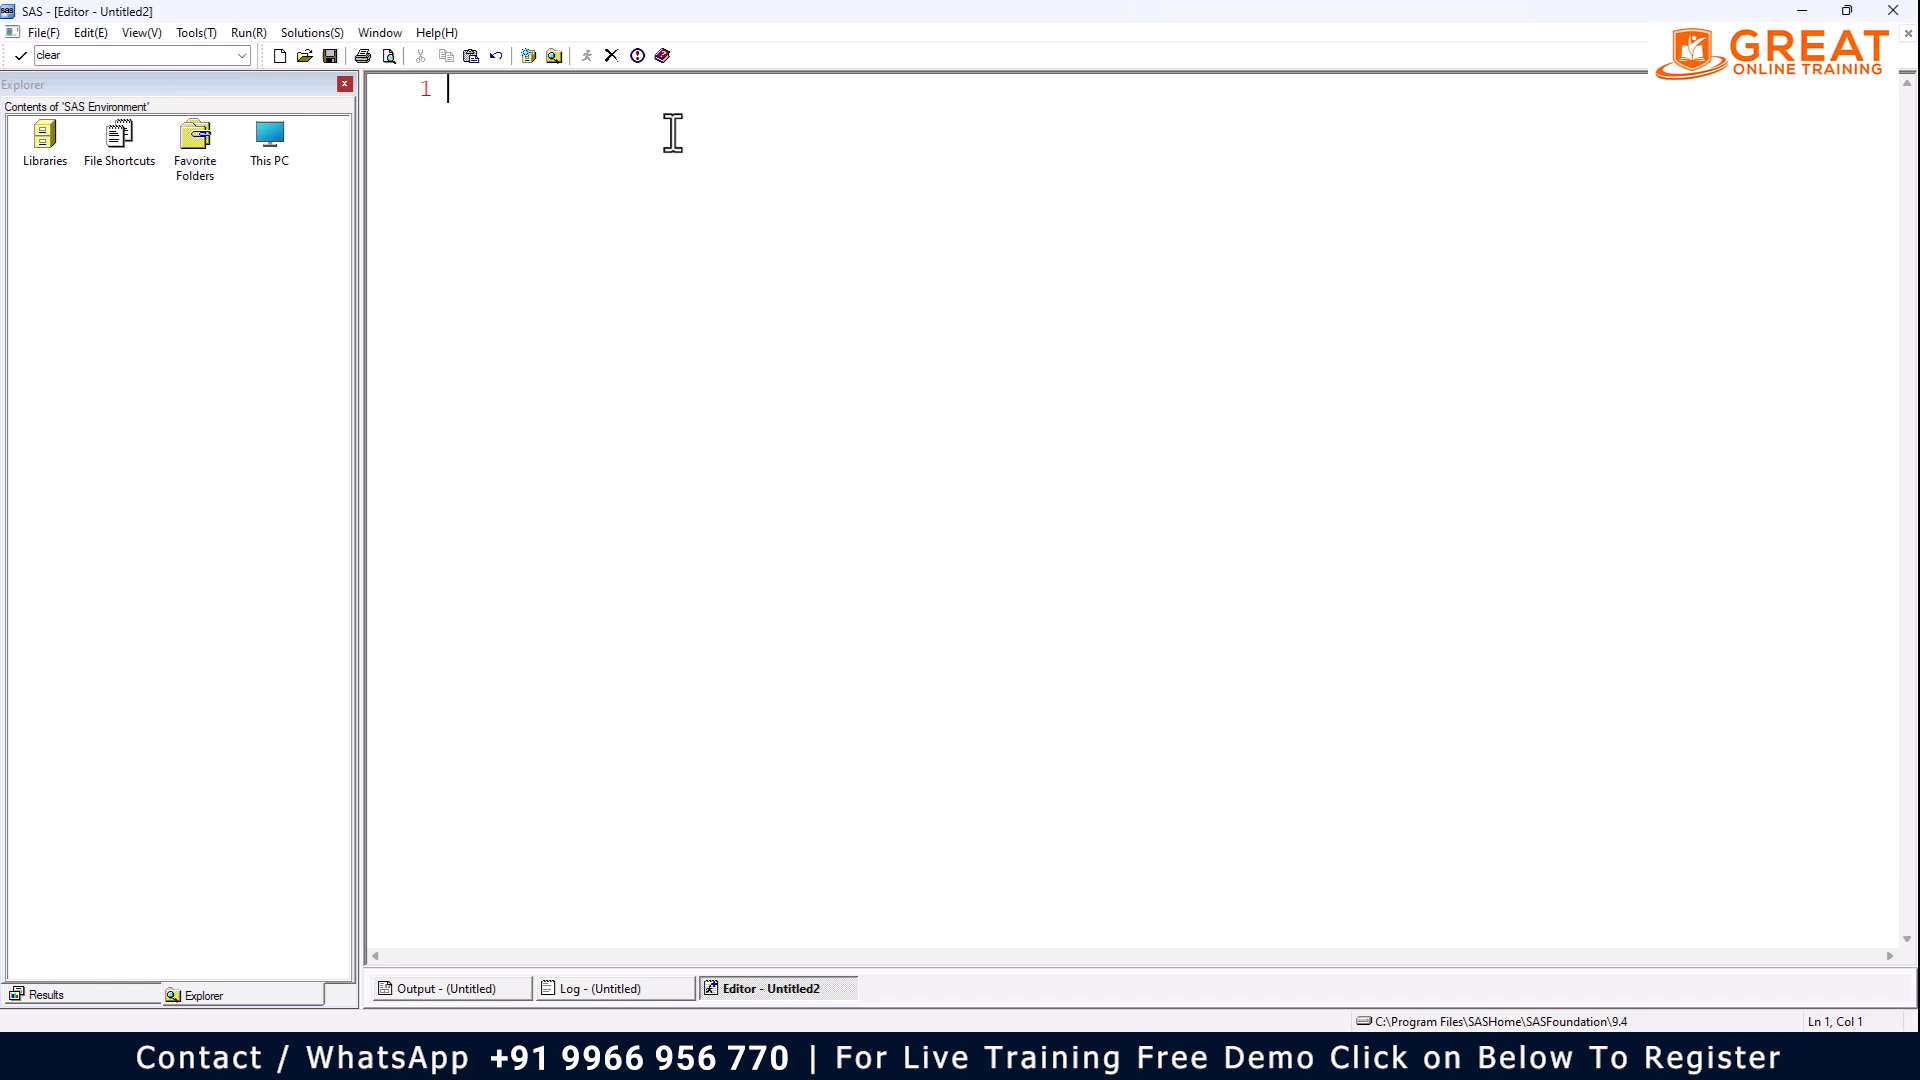 SAS - [Editor - Untitled2]
File(F) Edit(E) View(V) Tools(T) Run(R) Solutions(S) Window Help(H)
clear
GREAT
ONLINE TRAINING
Explorer
Contents of 'SAS Environment'
Libraries
File Shortcuts
Favorite
Folders
This PC
1
Results
Explorer
Output - (Untitled)
Log - (Untitled)
Editor - Untitled2
C:\Program Files\SASHome\SASFoundation\9.4
Ln 1, Col 1
Contact / WhatsApp +91 9966 956 770 | For Live Training Free Demo Click on Below To Register